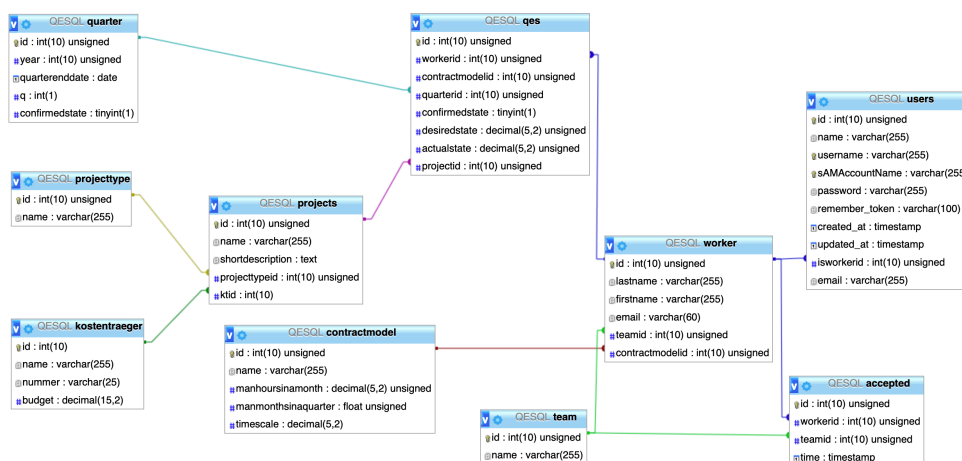 QESQL quarter
id : int(10) unsigned
year : int(10) unsigned
quarterenddate : date
q : int(1)
confirmedstate : tinyint(1)
QESQL qes
id : int(10) unsigned
workerid : int(10) unsigned
contractmodelid : int(10) unsigned
quarterid : int(10) unsigned
confirmedstate : tinyint(1)
desiredstate : decimal(5,2) unsigned
actualstate : decimal(5,2) unsigned
projectid : int(10) unsigned
QESQL users
id : int(10) unsigned
name : varchar(255)
username : varchar(255)
sAMAccountName : varchar(255
password : varchar(255)
remember_token : varchar(100)
created_at : timestamp
updated_at : timestamp
isworkerid : int(10) unsigned
email : varchar(255)
QESQL projecttype
id : int(10) unsigned
name : varchar(255)
QESQL projects
id : int(10) unsigned
name : varchar(255)
shortdescription : text
projecttypeid : int(10) unsigned
ktid : int(10)
QESQL worker
id : int(10) unsigned
lastname : varchar(255)
firstname : varchar(255)
email : varchar(60)
teamid : int(10) unsigned
contractmodelid : int(10) unsigned
QESQL kostentraeger
id : int(10)
name : varchar(255)
nummer : varchar(25)
budget : decimal(15,2)
QESQL contractmodel
id : int(10) unsigned
name : varchar(255)
manhoursinamonth : decimal(5,2) unsigned
manmonthsinaquarter : float unsigned
timescale : decimal(5,2)
QESQL team
id : int(10) unsigned
name : varchar(255)
QESQL accepted
id : int(10) unsigned
workerid : int(10) unsigned
teamid : int(10) unsigned
time : timestamp